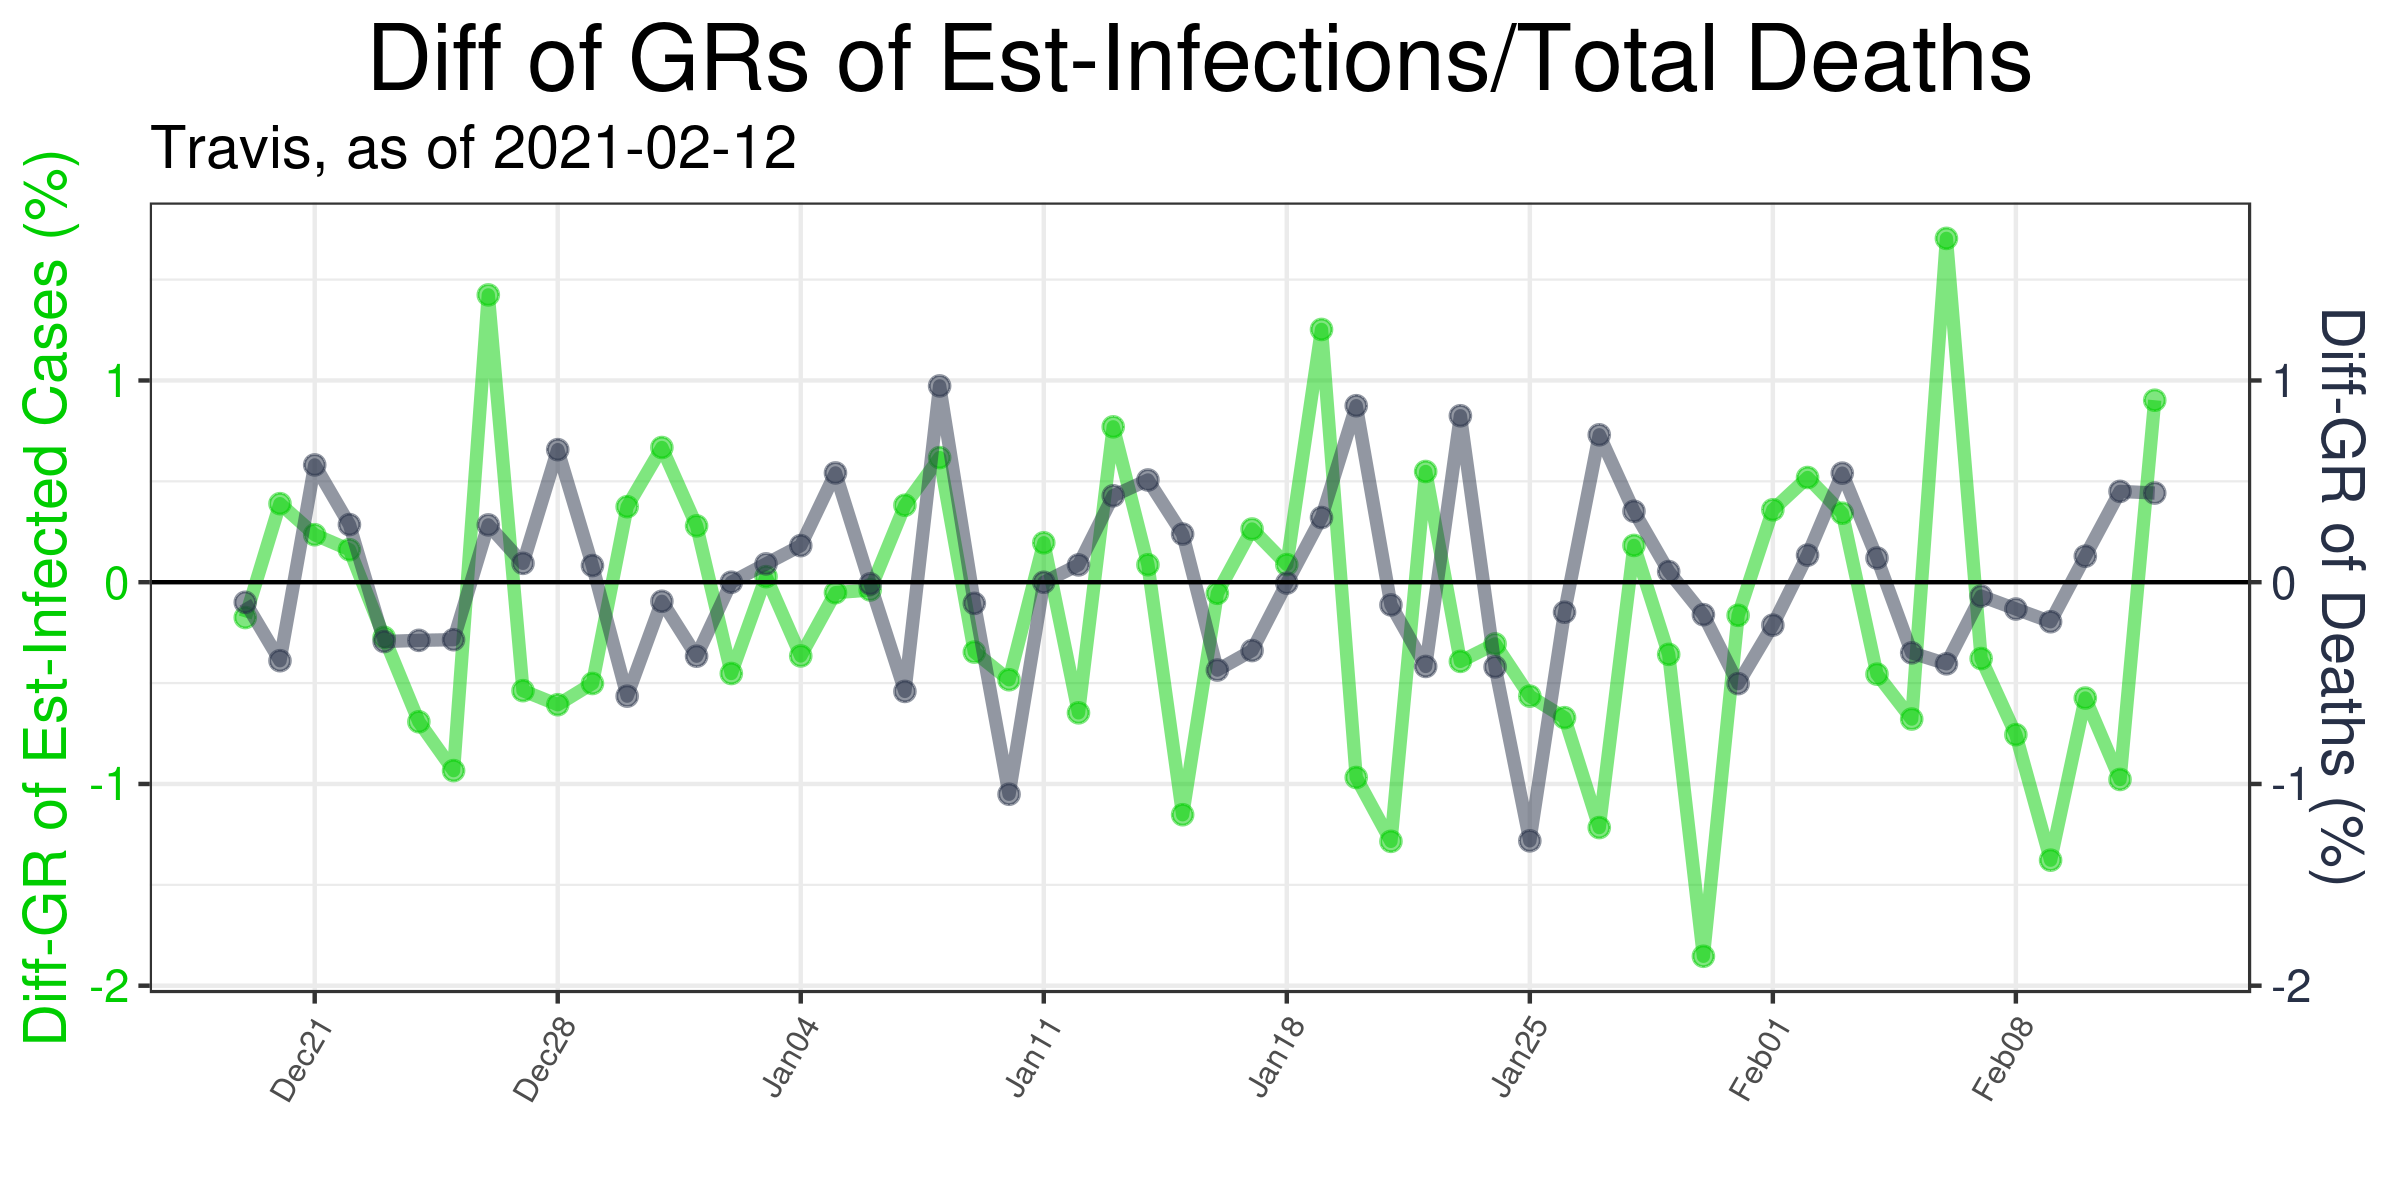 Diff of GRs of Est-Infections/Total Deaths
Travis, as of 2021-02-12
Diff-GR of Est-Infected Cases (%)
1
0
-1
-2
1
0
-1
-2
Diff-GR of Deaths (%)
Dec21
Dec28
Jan04
Jan11
Jan18
Jan25
Feb01
Feb08